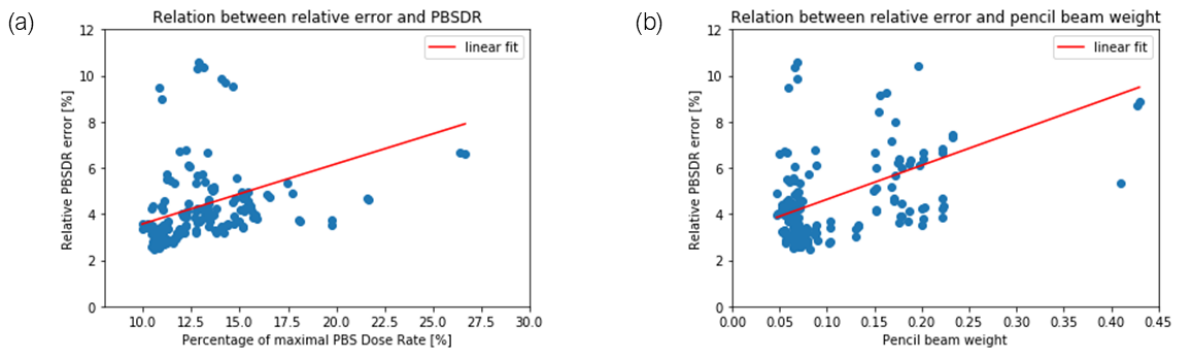 (a)
Relation between relative error and PBSDR
linear fit
12
10
8
6
4
2
0
Relative PBSDR error [%]
10.0 12.5 15.0 17.5 20.0 22.5 25.0 27.5 30.0
Percentage of maximal PBS Dose Rate [%]
(b)
Relation between relative error and pencil beam weight
linear fit
12
10
8
6
4
2
0
Relative PBSDR error [%]
0.00 0.05 0.10 0.15 0.20 0.25 0.30 0.35 0.40 0.45
Pencil beam weight